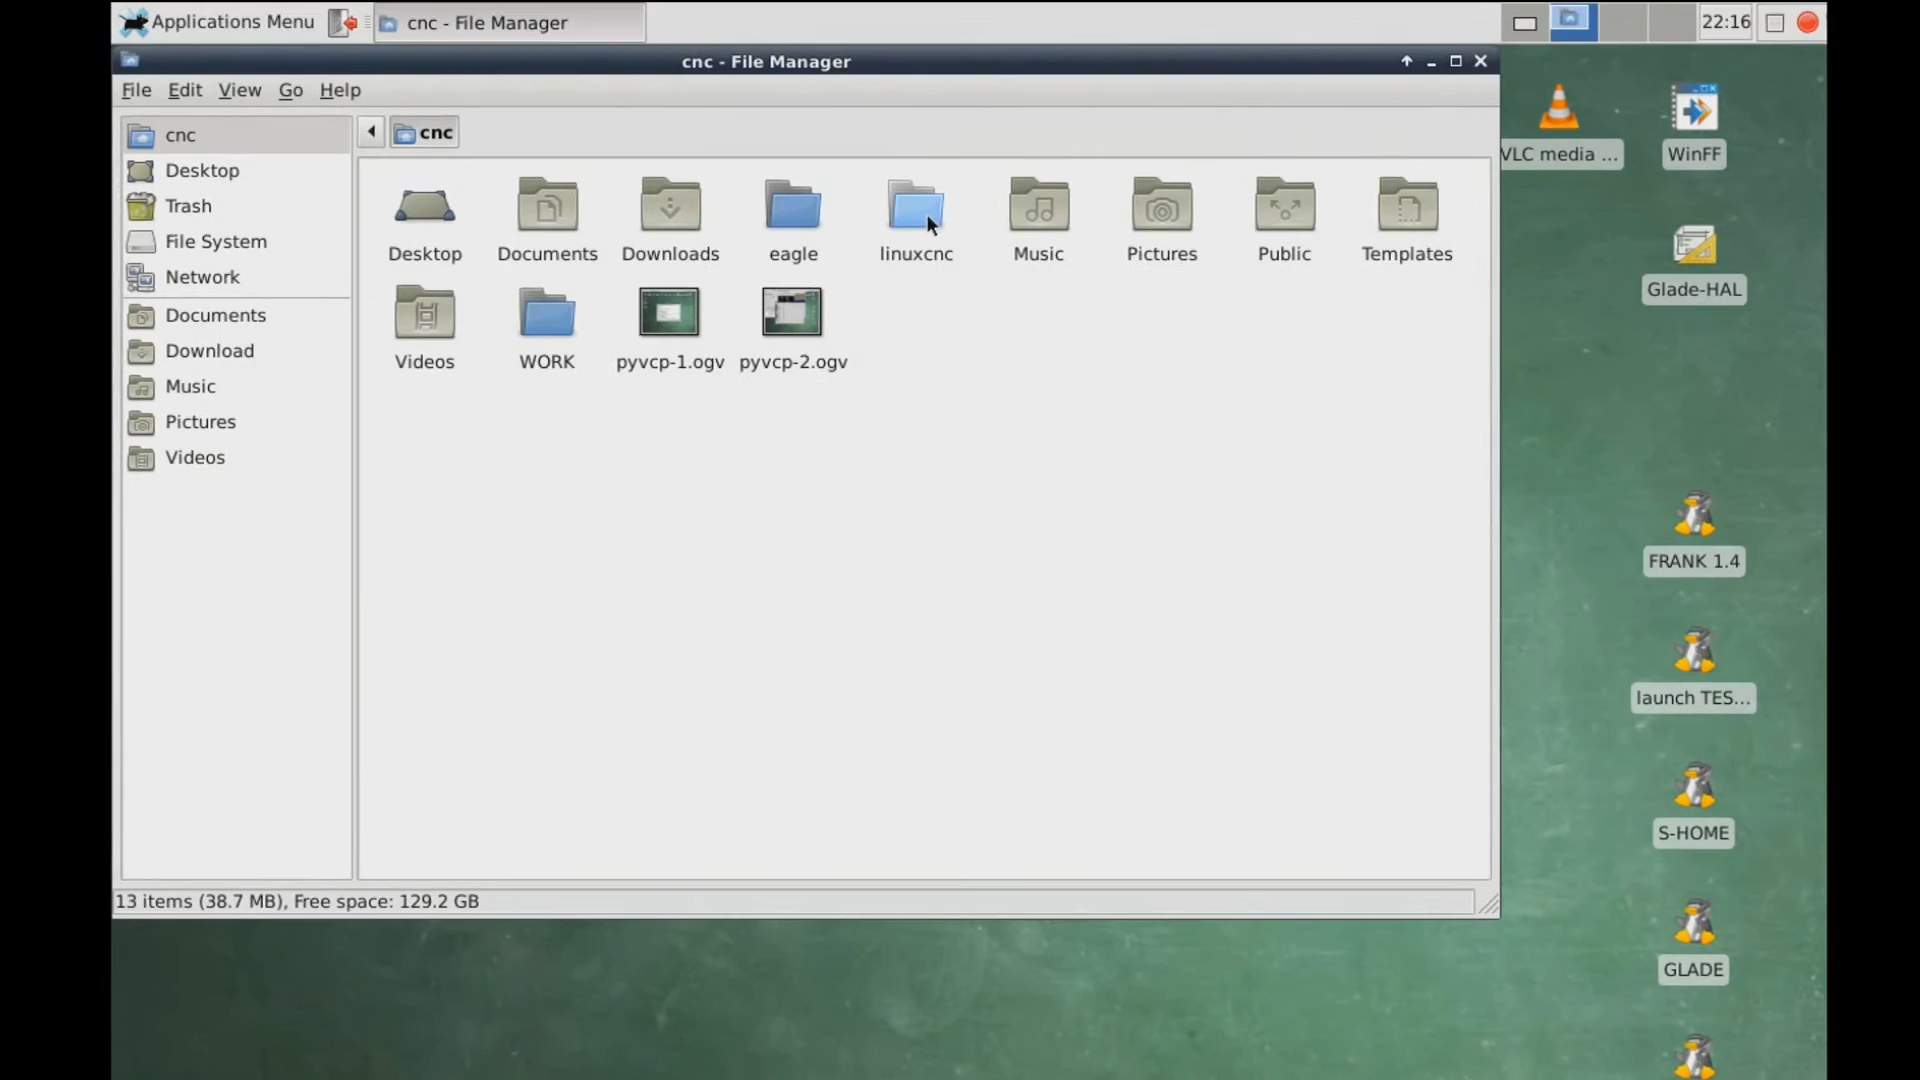 Applications Menu
cnc - File Manager
22:16
cnc - File Manager
File Edit View Go Help
cnc
Desktop
Trash
File System
Network
Documents
Download
Music
Pictures
Videos
cnc
Desktop
Documents
Downloads
eagle
linuxcnc
Music
Pictures
Public
Templates
Videos
WORK
pyvcp-1.ogv
pyvcp-2.ogv
13 items (38.7 MB), Free space: 129.2 GB
VLC media ...
WinFF
Glade-HAL
FRANK 1.4
launch TES...
S-HOME
GLADE